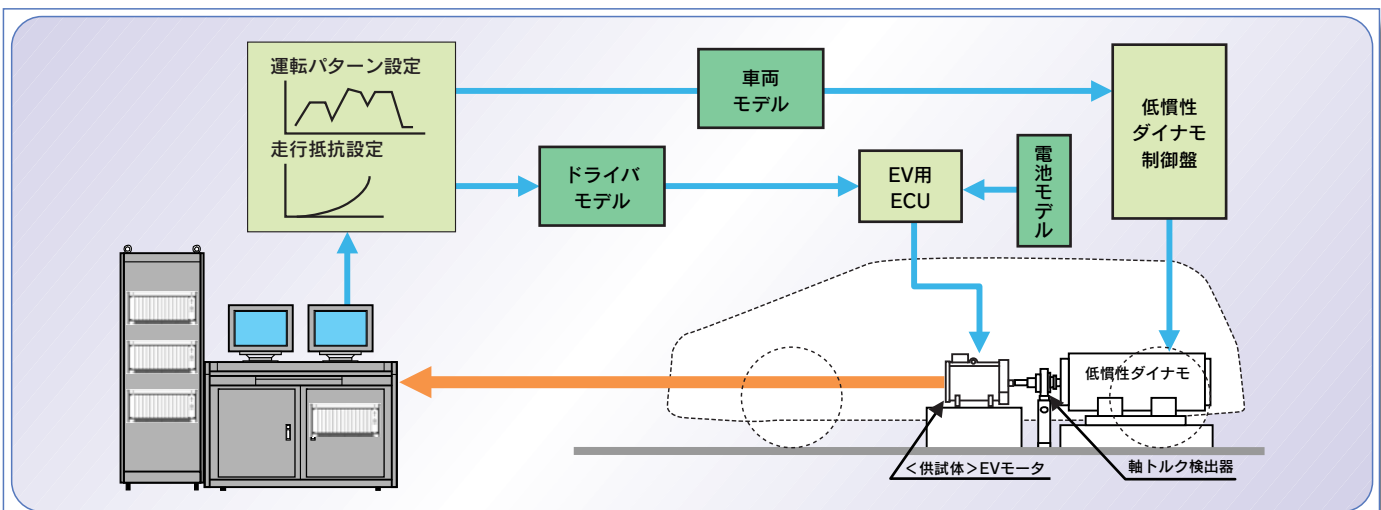 運転パターン設定
走行抵抗設定
車両
モデル
低慣性
ダイナモ
制御盤
ドライバ
モデル
EV用
ECU
電池モデル
低慣性ダイナモ
＜供試体＞EVモータ
軸トルク検出器